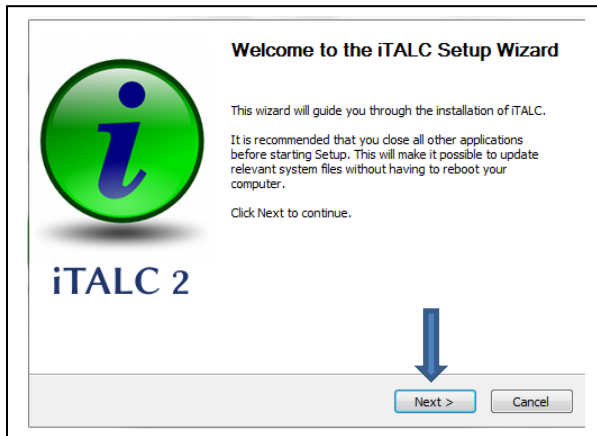 Welcome to the iTALC Setup Wizard
This wizard will guide you through the installation of iTALC.
It is recommended that you close all other applications
before starting Setup. This will make it possible to update
relevant system files without having to reboot your
computer.
Click Next to continue.
iTALC 2
Next >
Cancel